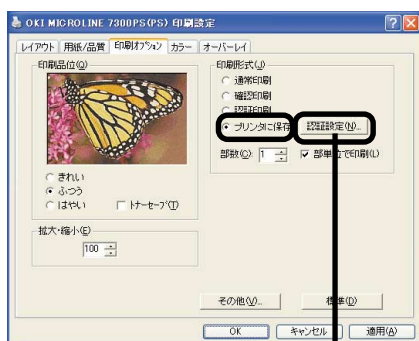 OKI MICROLINE 7300PS(PS) 印刷設定
レイアウト 用紙/品質 印刷オプション カラー オーバーレイ
印刷品位(Q)
きれい
ふつう
はやい
トナーセーブ(T)
拡大・縮小(E)
100
印刷形式(J)
通常印刷
確認印刷
認証印刷
プリンタに保存
認証設定(N)...
部数(C): 1
部単位で印刷(L)
その他(V)...
標準(D)
OK キャンセル 適用(A)